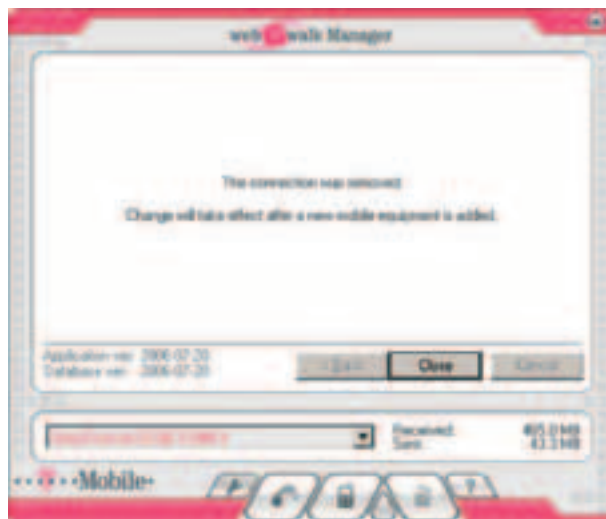 web'n'walk Manager
The connection was removed.
Change will take effect after a new mobile equipment is added.
Application ver: 2006-07-20
Database ver: 2006-07-20
< Back
Close
Cancel
Received:
Sent:
··T··Mobile·
?